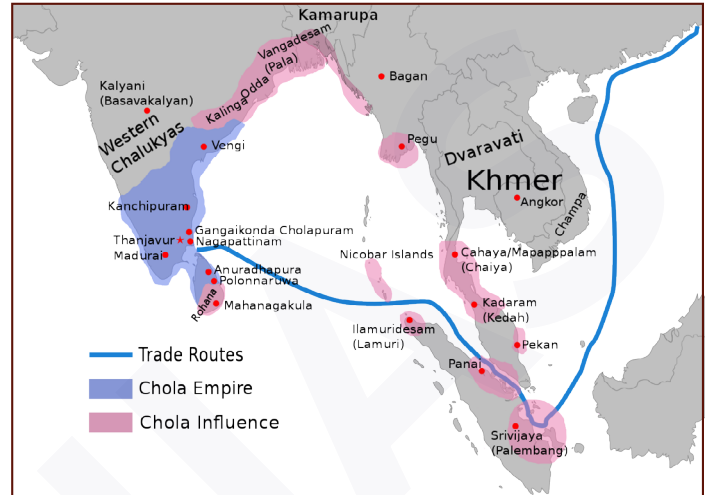 Kamarupa
Vangadesam
(Pala)
Odda
Kalinga
Kalyani
(Basavakalyan)
Bagan
Western
Chalukyas
Vengi
Pegu
Dvaravati
Khmer
Angkor
Champa
Kanchipuram
Gangaikonda Cholapuram
Thanjavur
Nagapattinam
Madurai
Nicobar Islands
Cahaya/Mapapppalam
(Chaiya)
Anuradhapura
Polonnaruwa
Rohana
Mahanagakula
Kadaram
(Kedah)
Ilamuridesam
(Lamuri)
Pekan
Panai
Srivijaya
(Palembang)
Trade Routes
Chola Empire
Chola Influence